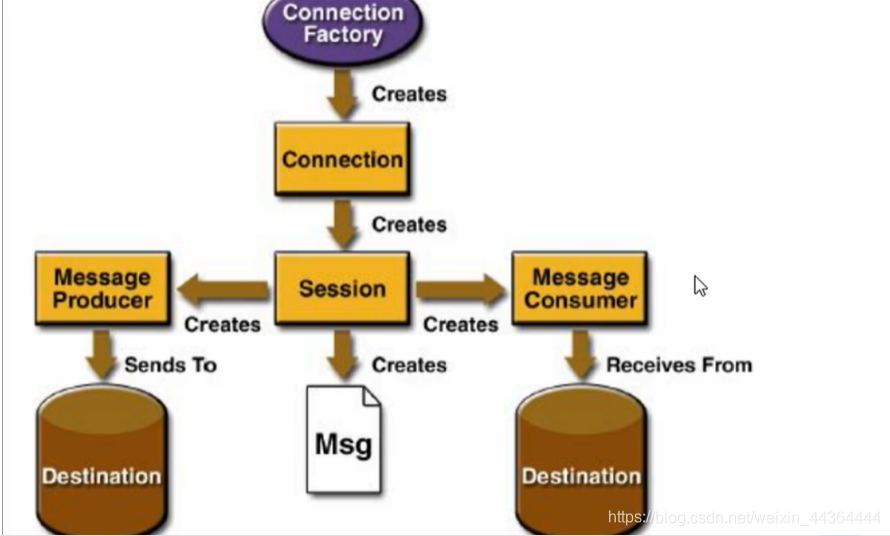 Connection
Factory
Creates
Connection
Creates
Message
Producer
Session
Message
Consumer
Creates
Creates
Sends To
Creates
Receives From
Msg
Destination
Destination
https://blog.csdn.net/weixin_44364444